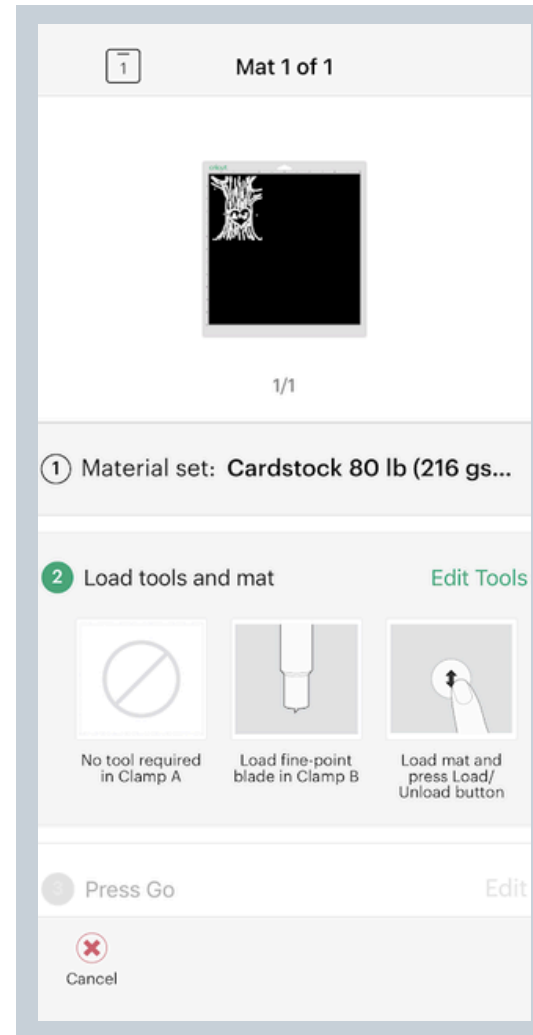 1
Mat 1 of 1
cricut
1/1
1 Material set: Cardstock 80 lb (216 gs...
2 Load tools and mat
Edit Tools
No tool required
in Clamp A
Load fine-point
blade in Clamp B
Load mat and
press Load/
Unload button
3 Press Go
Edit
Cancel